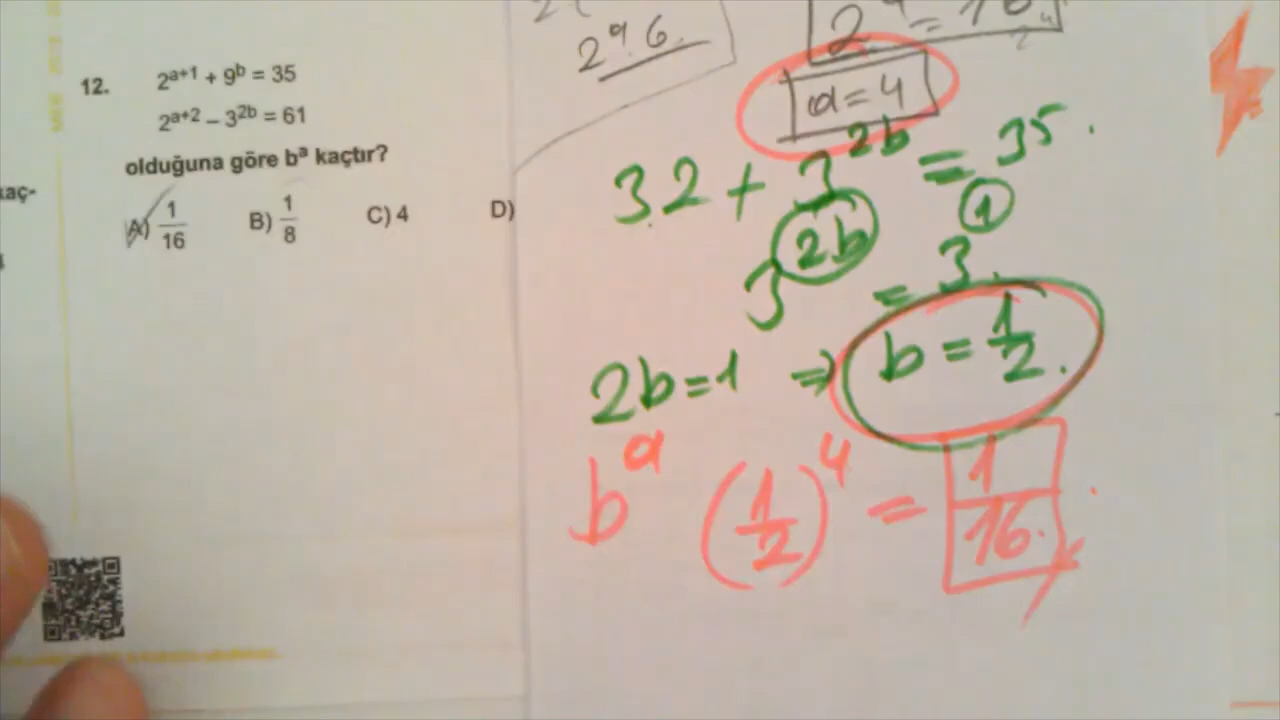 12.
2^{a+1} + 9^b = 35
2^{a+2} – 3^{2b} = 61
olduğuna göre b^a kaçtır?
A) 1/16 B) 1/8 C) 4 D)
kaç-
2^a.6
a=4
32 + 3^{2b} = 35.
3^{2b} = 3^1.
2b=1 ⇒ b = 1/2.
b^a (1/2)^4 = 1/16.